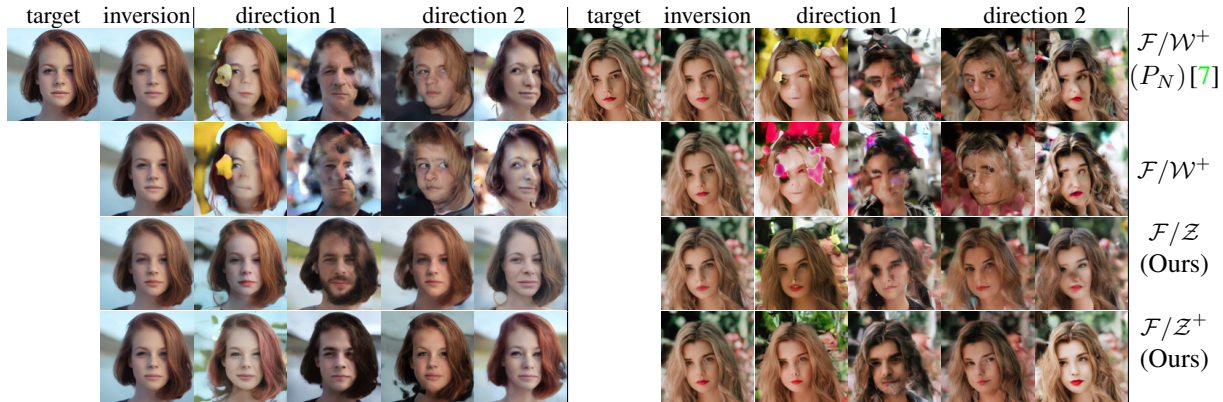 target inversion direction 1 direction 2 target inversion direction 1 direction 2
F/W+
(P_N)[7]
F/W+
F/Z
(Ours)
F/Z+
(Ours)